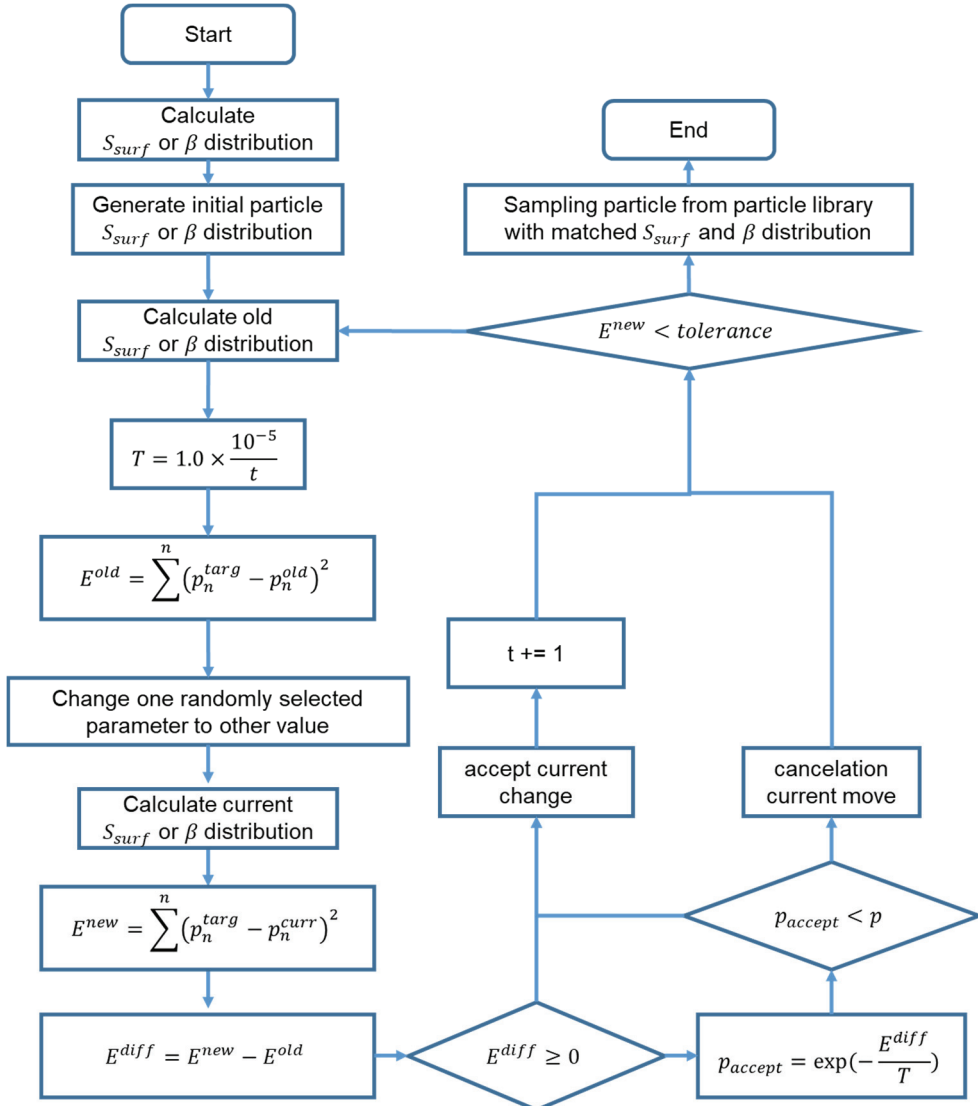 Start
Calculate
S_surf or β distribution
Generate initial particle
S_surf or β distribution
Calculate old
S_surf or β distribution
T = 1.0 × 10⁻⁵/t
E^old = ∑^n (p_n^targ − p_n^old)²
Change one randomly selected
parameter to other value
Calculate current
S_surf or β distribution
E^new = ∑^n (p_n^targ − p_n^curr)²
E^diff = E^new − E^old
E^diff ≥ 0
p_accept = exp(−E^diff/T)
p_accept < p
accept current
change
cancelation
current move
t += 1
E^new < tolerance
Sampling particle from particle library
with matched S_surf and β distribution
End